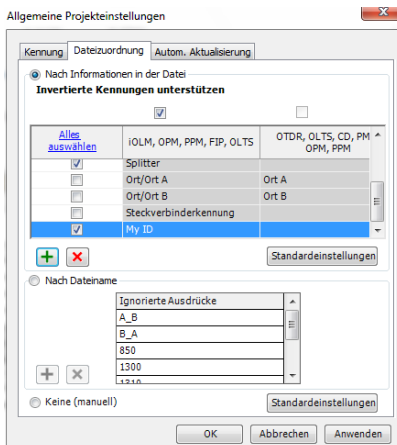 Allgemeine Projekteinstellungen
Kennung Dateizuordnung Autom. Aktualisierung
Nach Informationen in der Datei
Invertierte Kennungen unterstützen
Alles auswählen iOLM, OPM, PPM, FIP, OLTS OTDR, OLTS, CD, PM OPM, PPM
Splitter
Ort/Ort A Ort A
Ort/Ort B Ort B
Steckverbinderkennung
My ID
Standardeinstellungen
Nach Dateiname
Ignorierte Ausdrücke
A_B
B_A
850
1300
1310
Keine (manuell) Standardeinstellungen
OK Abbrechen Anwenden